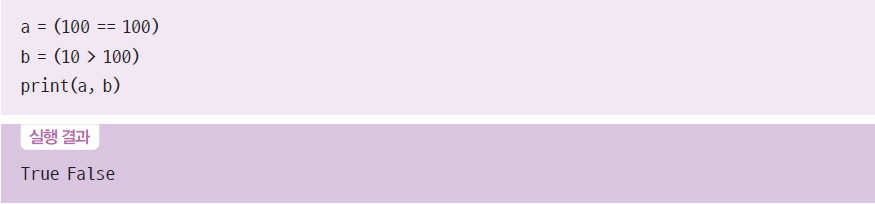 a = (100 == 100)
b = (10 > 100)
print(a, b)
실행 결과
True False